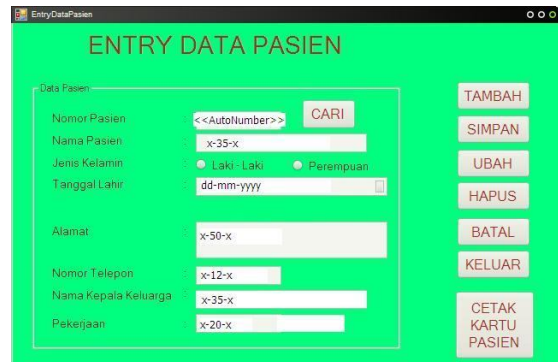 EntryDataPasien
ENTRY DATA PASIEN
Data Pasien
Nomor Pasien : <<AutoNumber>> CARI
Nama Pasien : x-35-x
Jenis Kelamin : Laki - Laki Perempuan
Tanggal Lahir : dd-mm-yyyy
Alamat : x-50-x
Nomor Telepon : x-12-x
Nama Kepala Keluarga : x-35-x
Pekerjaan : x-20-x
TAMBAH
SIMPAN
UBAH
HAPUS
BATAL
KELUAR
CETAK
KARTU
PASIEN